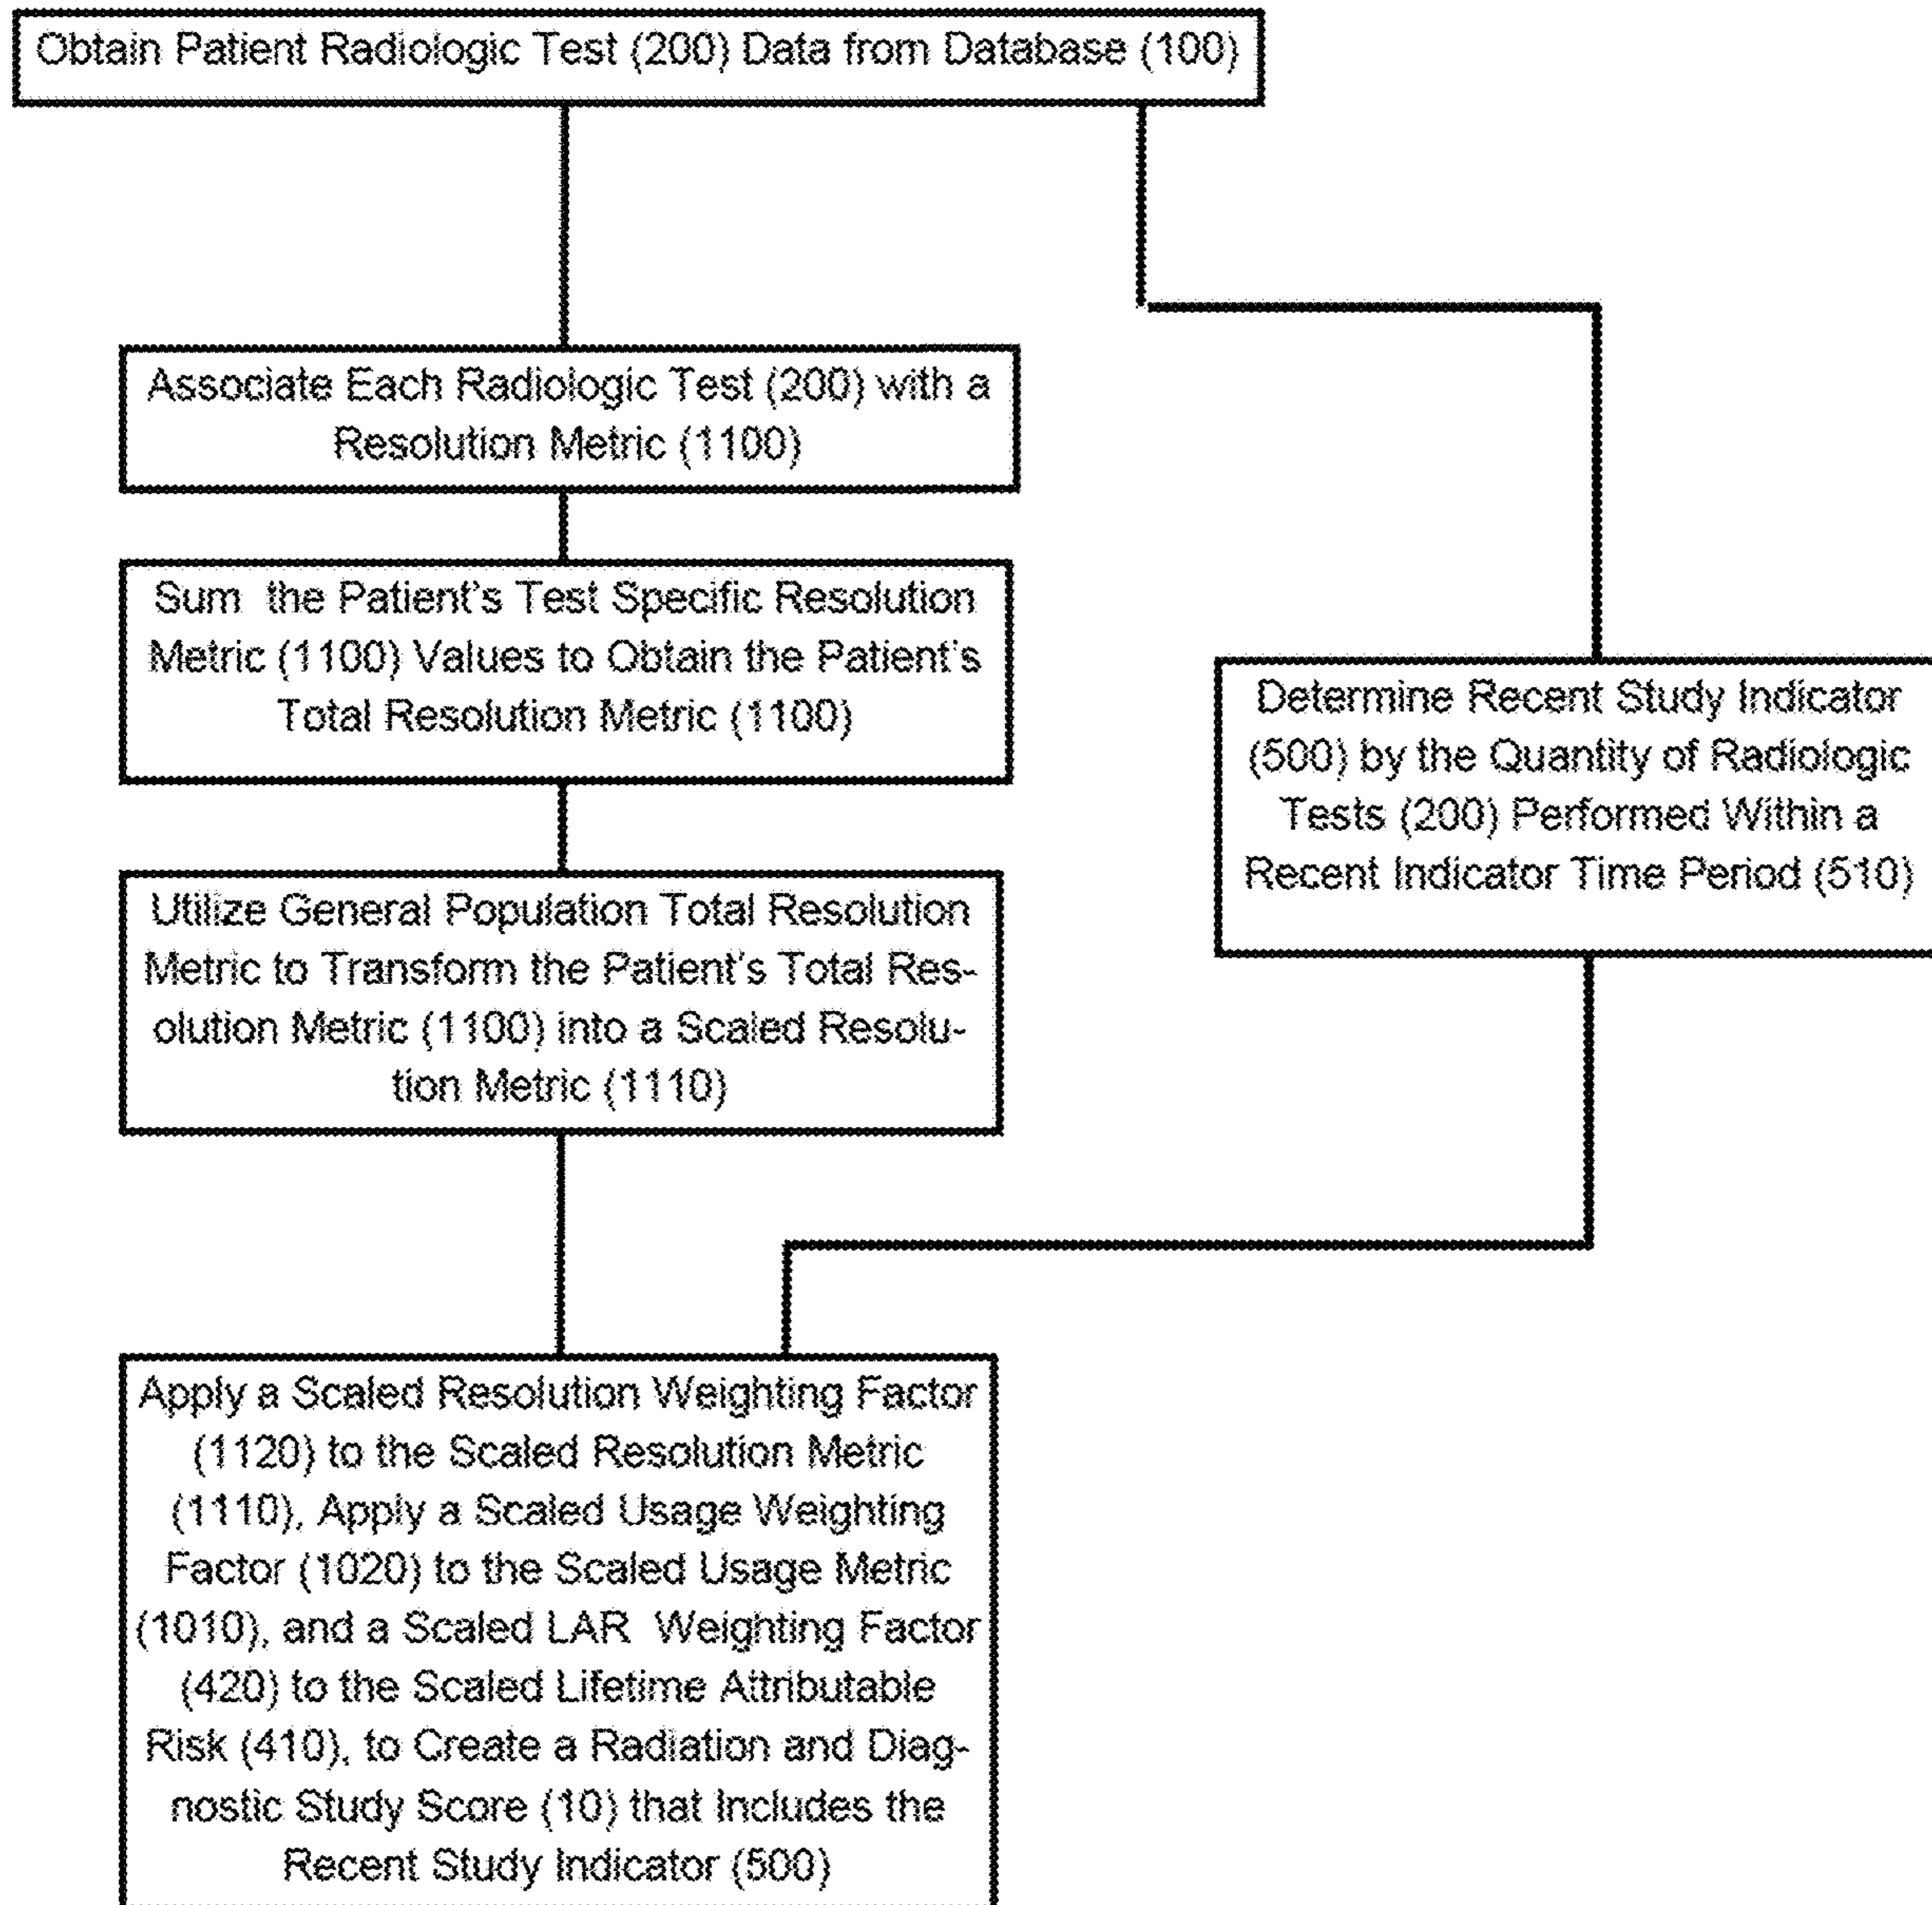 Obtain Patient Radiologic Test (200) Data from Database (100)
Associate Each Radiologic Test (200) with a
Resolution Metric (1100)
Sum the Patient's Test Specific Resolution
Metric (1100) Values to Obtain the Patient's
Total Resolution Metric (1100)
Determine Recent Study Indicator
(500) by the Quantity of Radiologic
Tests (200) Performed Within a
Recent Indicator Time Period (510)
Utilize General Population Total Resolution
Metric to Transform the Patient's Total Res-
olution Metric (1100) into a Scaled Resolu-
tion Metric (1110)
Apply a Scaled Resolution Weighting Factor
(1120) to the Scaled Resolution Metric
(1110), Apply a Scaled Usage Weighting
Factor (1020) to the Scaled Usage Metric
(1010), and a Scaled LAR Weighting Factor
(420) to the Scaled Lifetime Attributable
Risk (410), to Create a Radiation and Diag-
nostic Study Score (10) that Includes the
Recent Study Indicator (500)